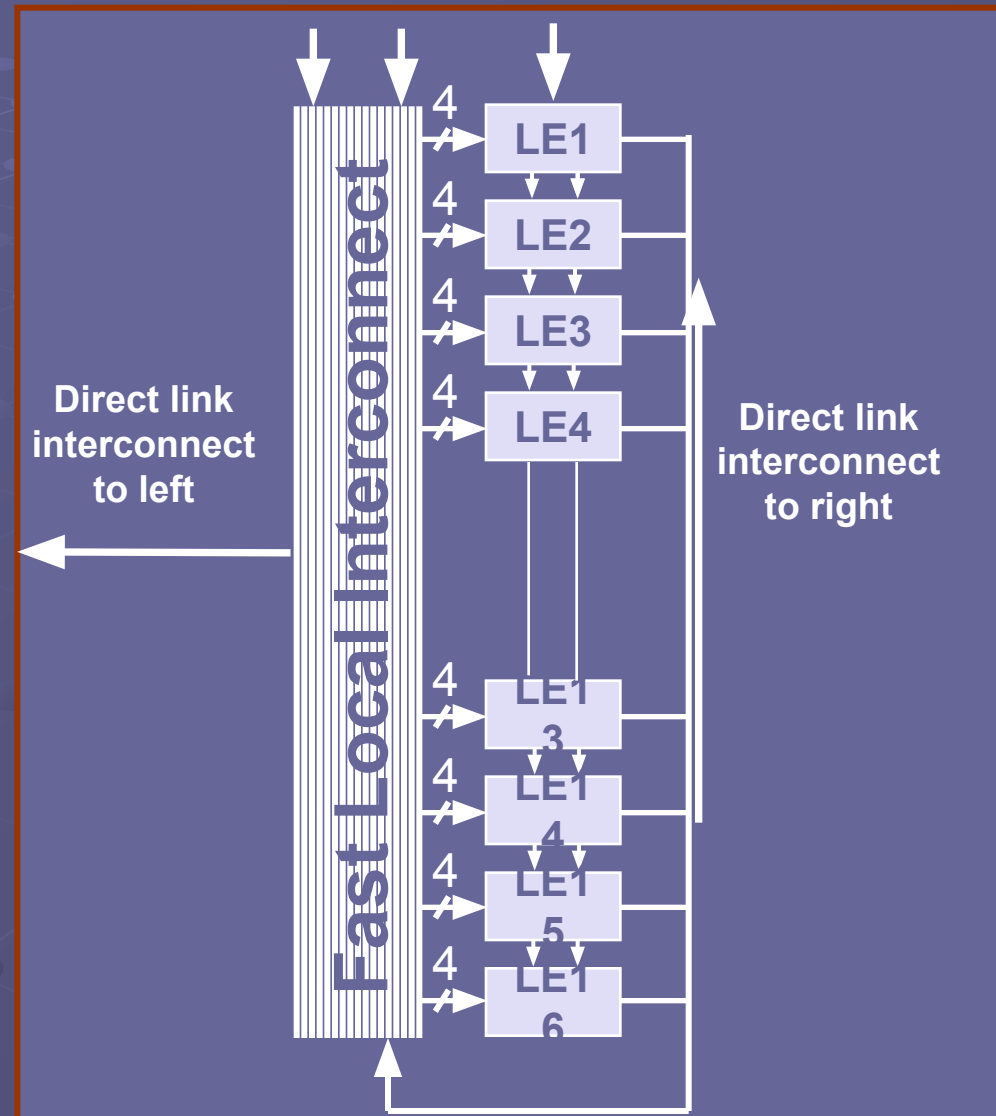 4
LE1
4
LE2
4
LE3
4
LE4
Direct link
interconnect
to left
Fast Local Interconnect
Direct link
interconnect
to right
4
LE1
3
4
LE1
4
4
LE1
5
4
LE1
6